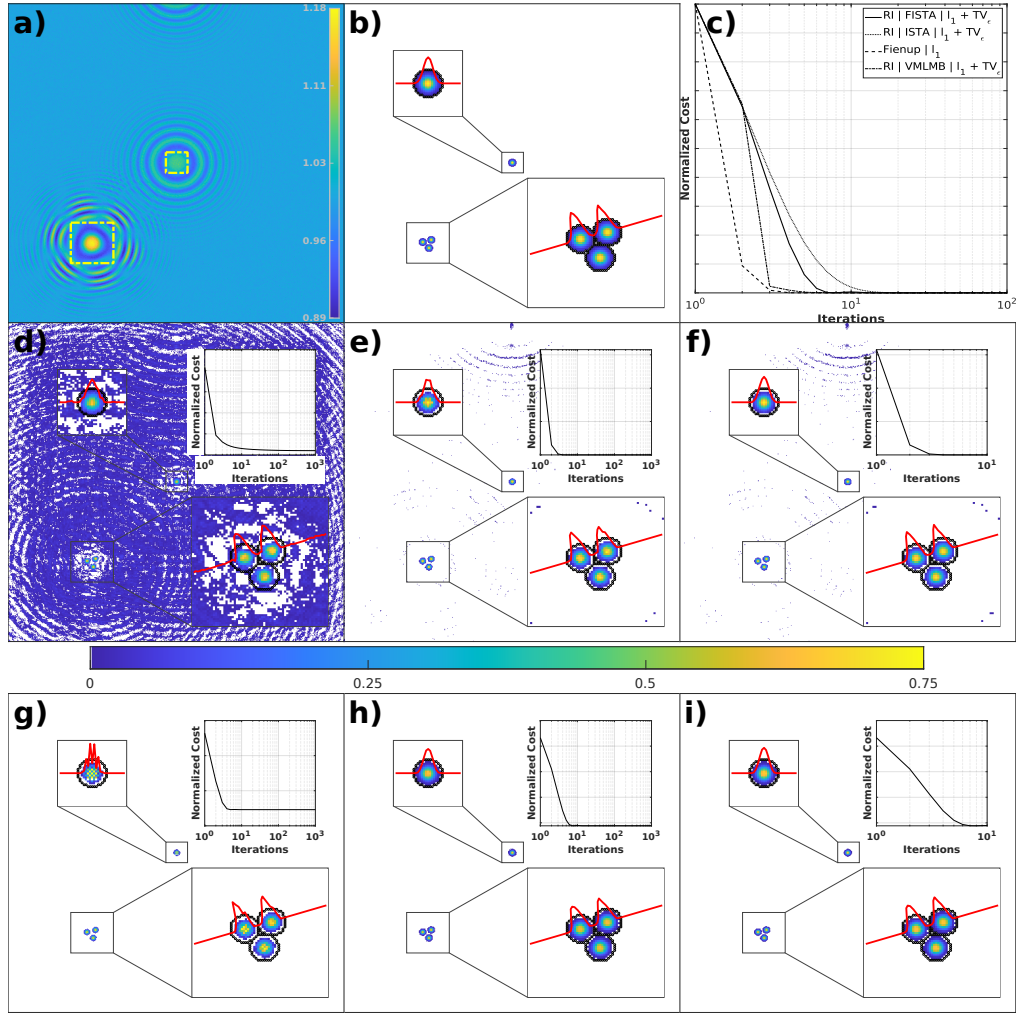 a)
1.18
1.11
1.03
0.96
0.89
b)
c)
RI | FISTA | l1 + TVε
RI | ISTA | l1 + TVε
Fienup | l1
RI | VMLMB | l1 + TVε
Normalized Cost
10^0 10^1 10^2
Iterations
d)
Normalized Cost
10^0 10^1 10^2 10^3
Iterations
e)
Normalized Cost
10^0 10^1 10^2 10^3
Iterations
f)
Normalized Cost
10^0 10^1
Iterations
0 0.25 0.5 0.75
g)
Normalized Cost
10^0 10^1 10^2 10^3
Iterations
h)
Normalized Cost
10^0 10^1 10^2 10^3
Iterations
i)
Normalized Cost
10^0 10^1
Iterations